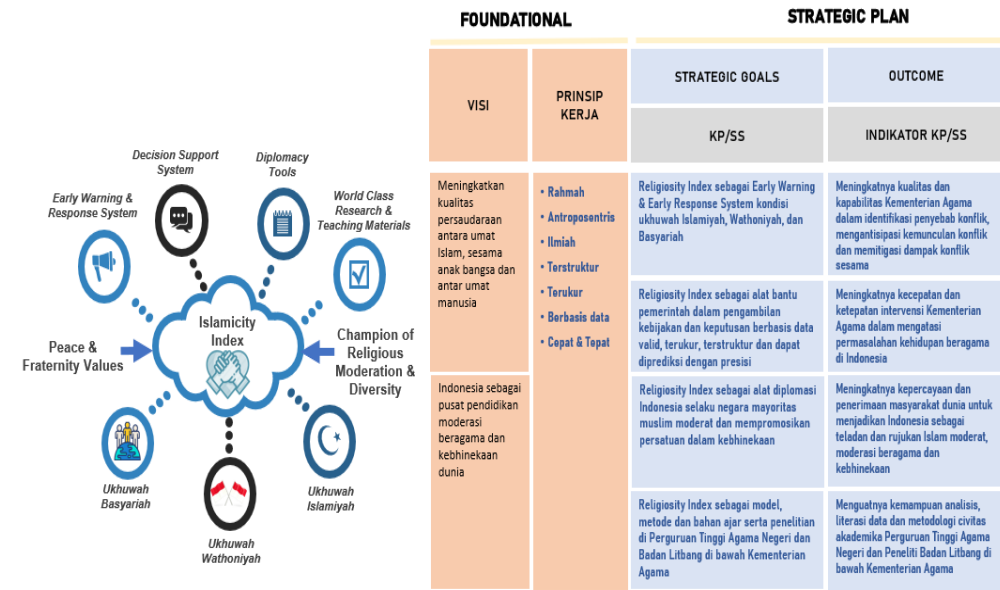 Decision Support
System
Diplomacy
Tools
Early Warning &
Response System
World Class
Research &
Teaching Materials
Islamicity
Index
Peace &
Fraternity Values
Champion of
Religious
Moderation &
Diversity
Ukhuwah
Basyariah
Ukhuwah
Wathoniyah
Ukhuwah
Islamiyah
FOUNDATIONAL
STRATEGIC PLAN
VISI
PRINSIP
KERJA
STRATEGIC GOALS
OUTCOME
KP/SS
INDIKATOR KP/SS
Meningkatkan
kualitas
persaudaraan
antara umat
Islam, sesama
anak bangsa dan
antar umat
manusia
Indonesia sebagai
pusat pendidikan
moderasi
beragama dan
kebhinekaan
dunia
• Rahmah
• Antroposentris
• Ilmiah
• Terstruktur
• Terukur
• Berbasis data
• Cepat & Tepat
Religiosity Index sebagai Early Warning
& Early Response System kondisi
ukhuwah Islamiyah, Wathoniyah, dan
Basyariah
Meningkatnya kualitas dan
kapabilitas Kementerian Agama
dalam identifikasi penyebab konflik,
mengantisipasi kemunculan konflik
dan memitigasi dampak konflik
sesama
Religiosity Index sebagai alat bantu
pemerintah dalam pengambilan
kebijakan dan keputusan berbasis data
valid, terukur, terstruktur dan dapat
diprediksi dengan presisi
Meningkatnya kecepatan dan
ketepatan intervensi Kementerian
Agama dalam mengatasi
permasalahan kehidupan beragama
di Indonesia
Religiosity Index sebagai alat diplomasi
Indonesia selaku negara mayoritas
muslim moderat dan mempromosikan
persatuan dalam kebhinekaan
Meningkatnya kepercayaan dan
penerimaan masyarakat dunia untuk
menjadikan Indonesia sebagai
teladan dan rujukan Islam moderat,
moderasi beragama dan
kebhinekaan
Religiosity Index sebagai model,
metode dan bahan ajar serta penelitian
di Perguruan Tinggi Agama Negeri dan
Badan Litbang di bawah Kementerian
Agama
Menguatnya kemampuan analisis,
literasi data dan metodologi civitas
akademika Perguruan Tinggi Agama
Negeri dan Peneliti Badan Litbang di
bawah Kementerian Agama